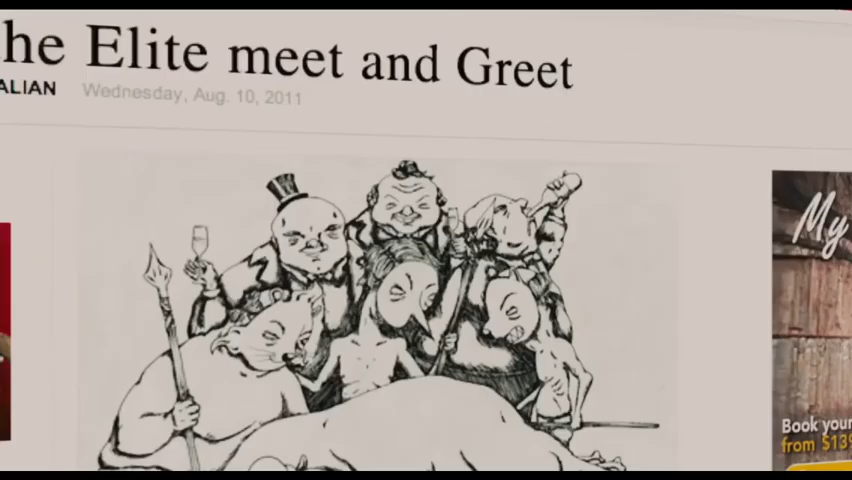 he Elite meet and Greet
ALIAN Wednesday, Aug. 10, 2011
My
Book your
from $139